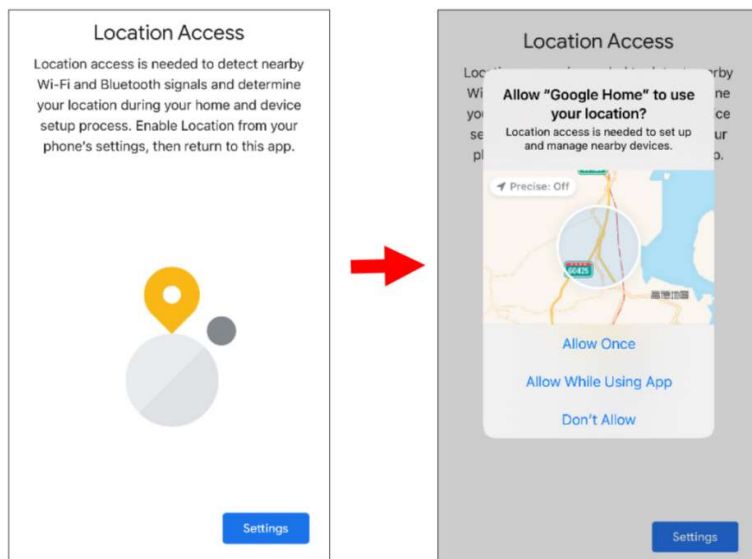 Location Access
Location access is needed to detect nearby
Wi-Fi and Bluetooth signals and determine
your location during your home and device
setup process. Enable Location from your
phone's settings, then return to this app.
Settings
Location Access
Allow “Google Home” to use
your location?
Location access is needed to set up
and manage nearby devices.
Precise: Off
G0425
Allow Once
Allow While Using App
Don't Allow
Settings